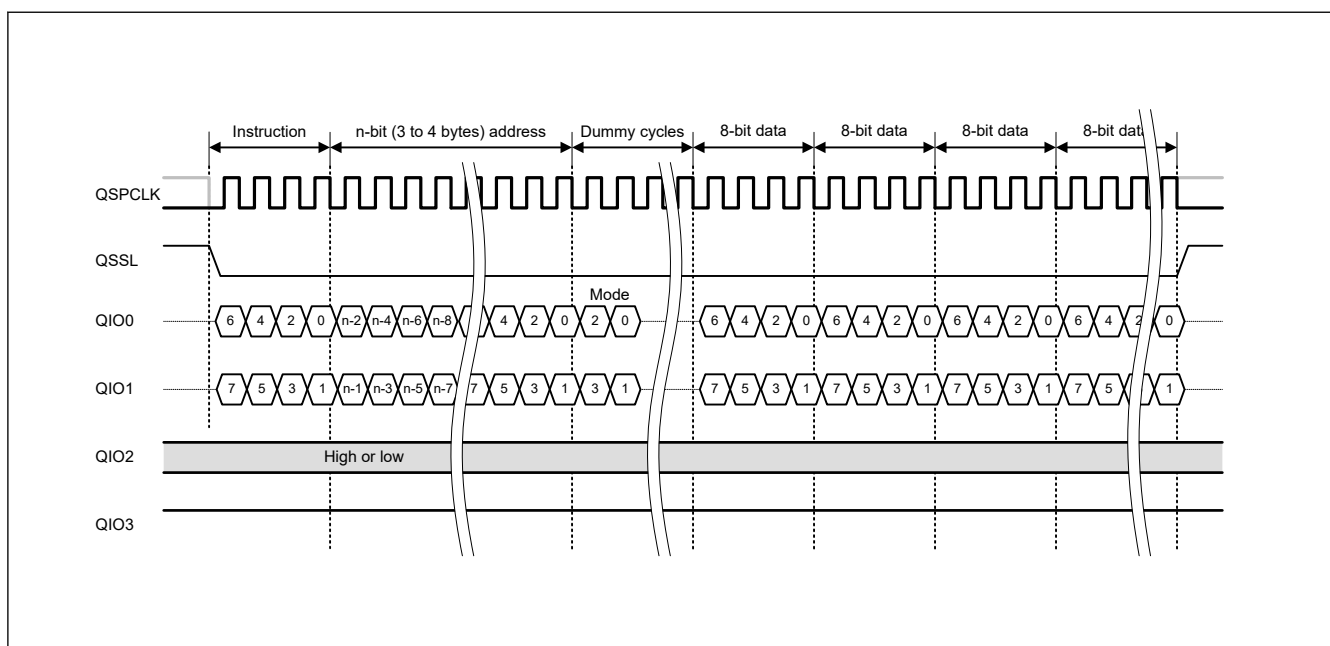 Instruction n-bit (3 to 4 bytes) address Dummy cycles 8-bit data 8-bit data 8-bit data 8-bit data
QSPCLK
QSSL
Mode
QIO0 6 4 2 0 n-2 n-4 n-6 n-8 4 2 0 2 0 6 4 2 0 6 4 2 0 6 4 2 0 6 4 2 0
QIO1 7 5 3 1 n-1 n-3 n-5 n-7 7 5 3 1 3 1 7 5 3 1 7 5 3 1 7 5 3 1 7 5 1
QIO2 High or low
QIO3